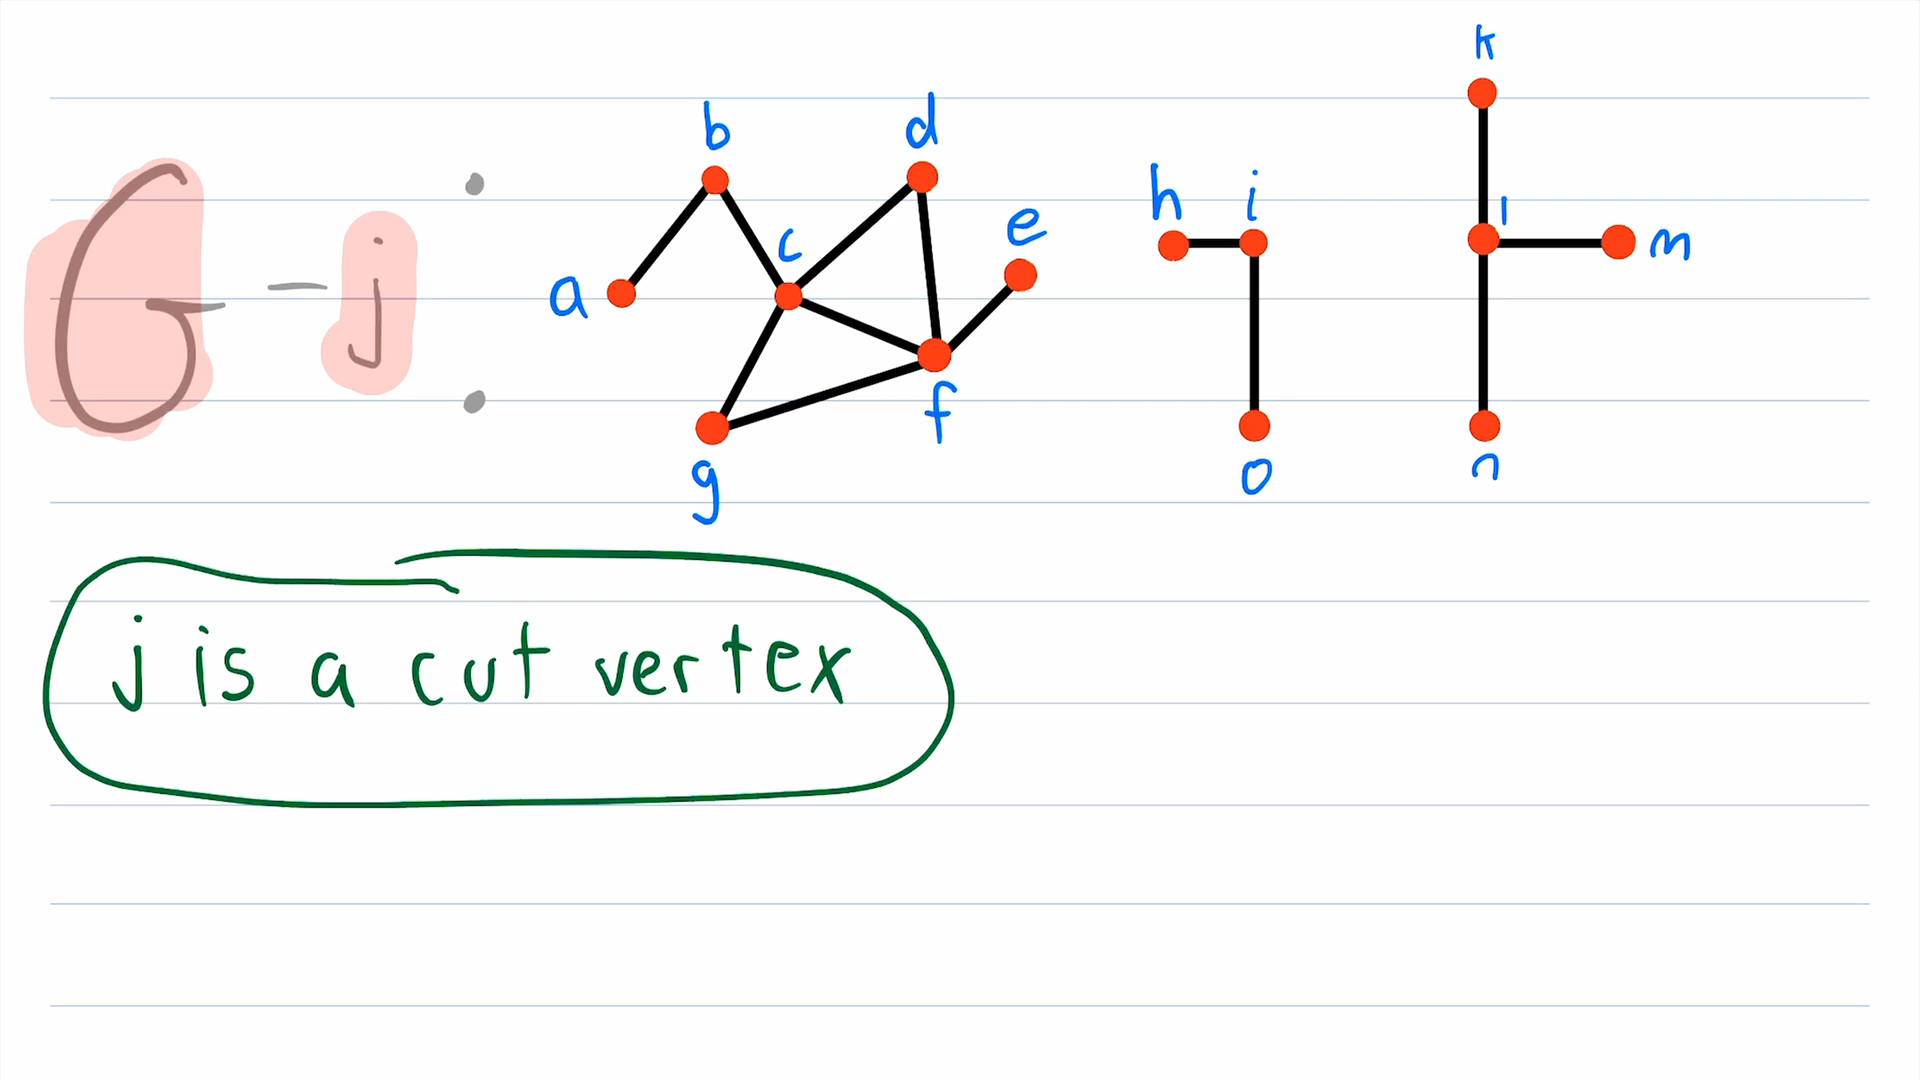 G - j :
k
b d
h i
e
c l
a m
f
g o n
j is a cut vertex